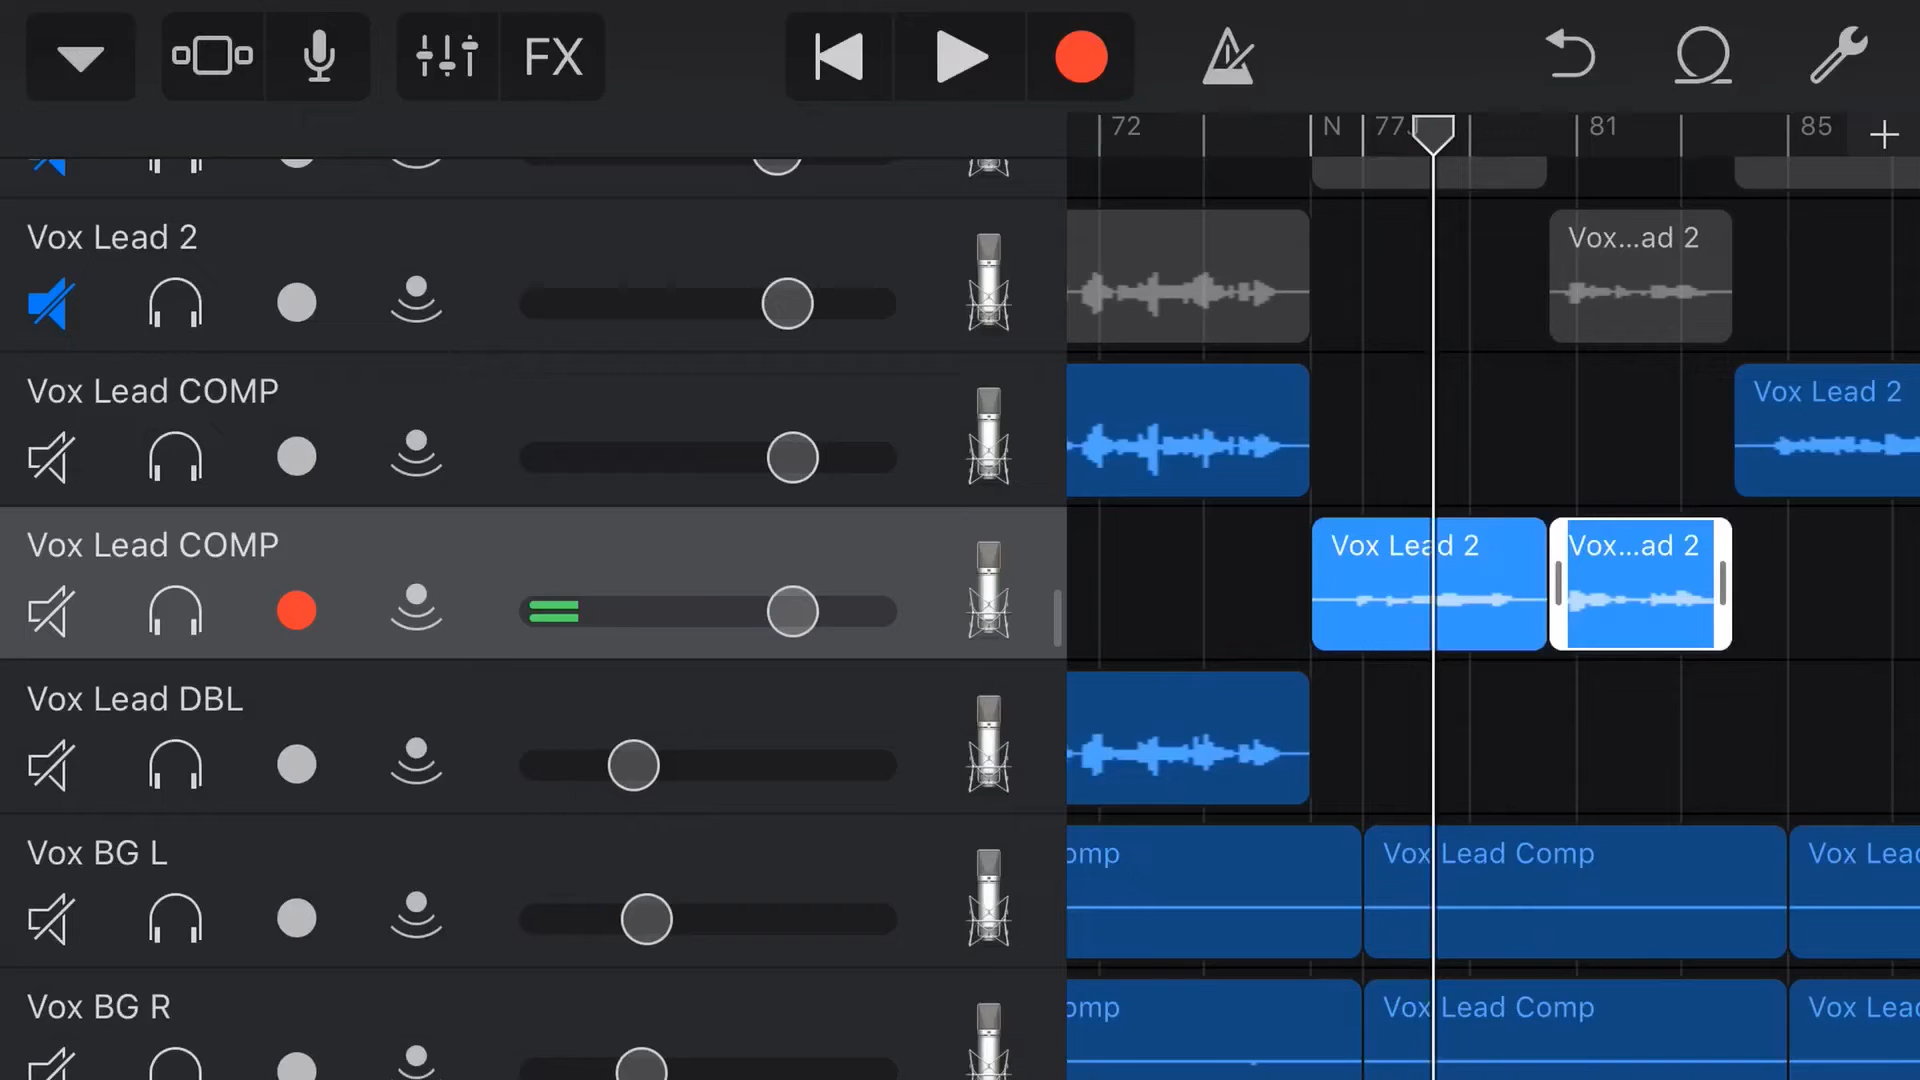 FX
72 N 77 81 85 +
Vox Lead 2
Vox...ad 2
Vox Lead COMP
Vox Lead 2
Vox Lead COMP
Vox Lead 2
Vox...ad 2
Vox Lead DBL
Vox BG L
omp
Vox Lead Comp
Vox Lea
Vox BG R
omp
Vox Lead Comp
Vox Lea